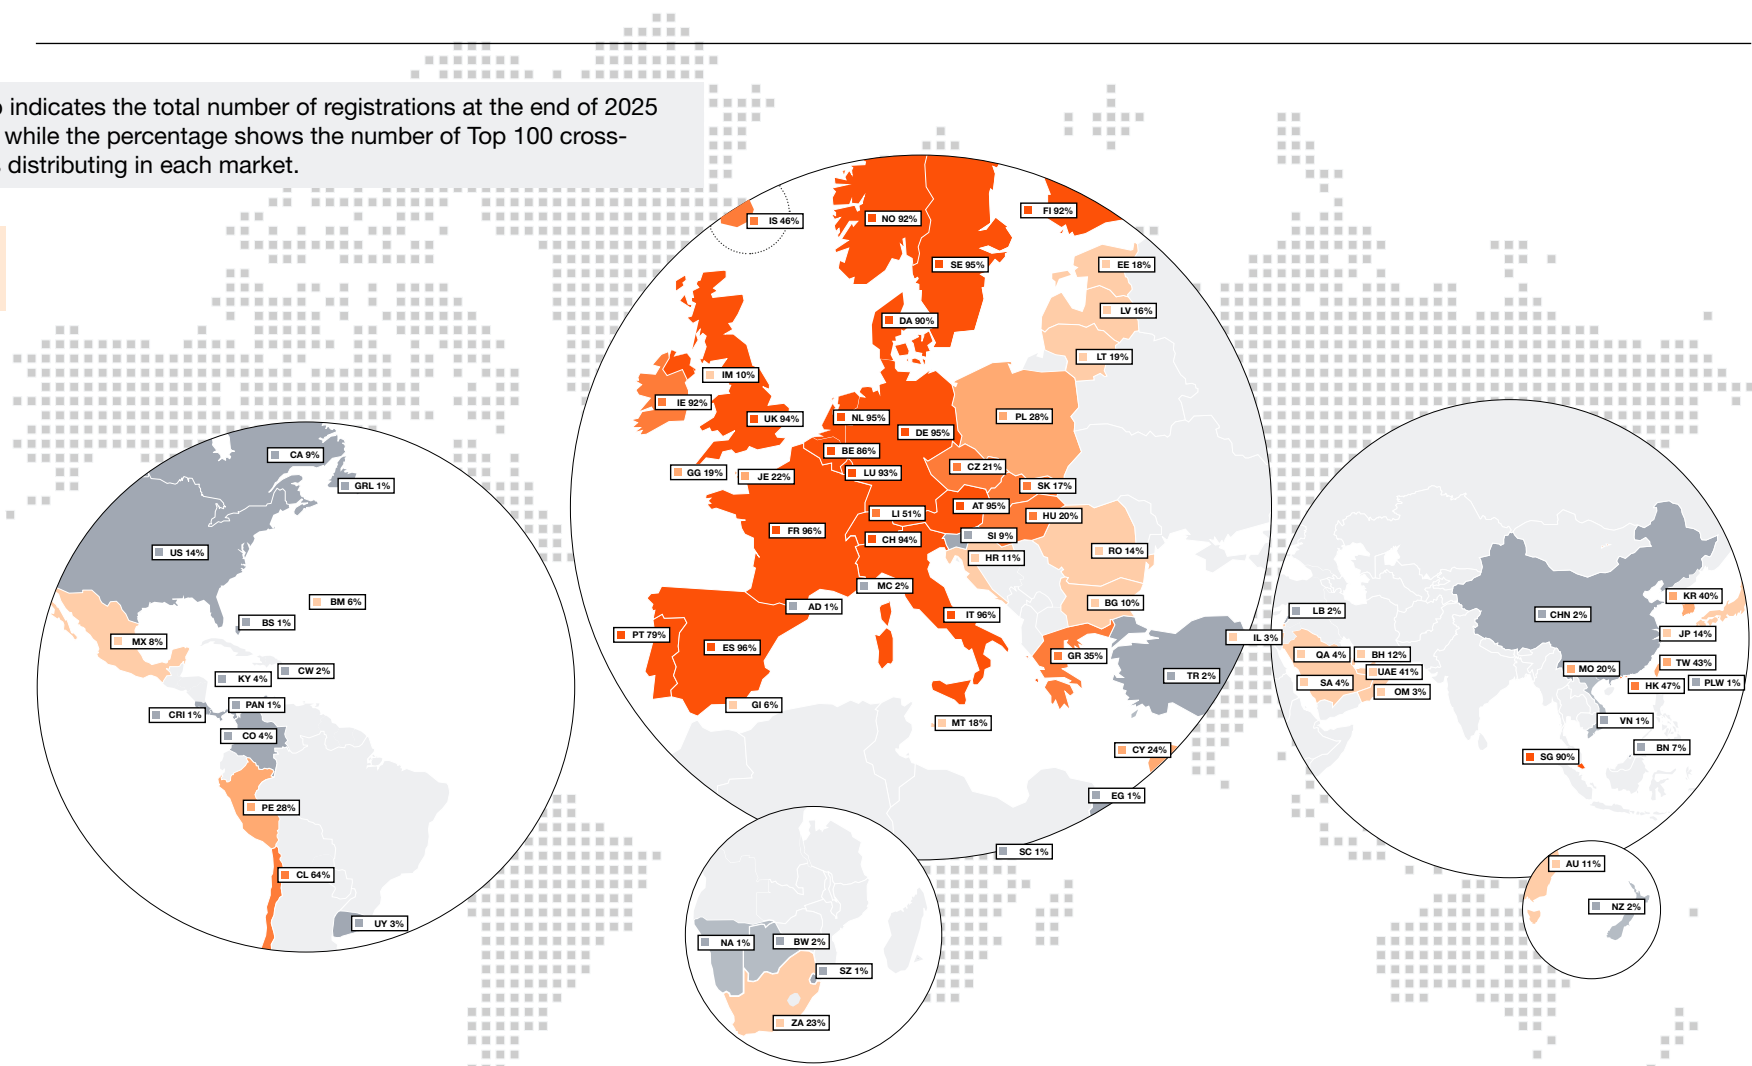 indicates the total number of registrations at the end of 2025
while the percentage shows the number of Top 100 cross-
distributing in each market.
IS 46%
NO 92%
FI 92%
SE 95%
EE 18%
LV 16%
DA 90%
LT 19%
IM 10%
IE 92%
UK 94%
NL 95%
PL 28%
DE 95%
BE 86%
CZ 21%
GG 19%
JE 22%
LU 93%
SK 17%
AT 95%
LI 51%
HU 20%
FR 96%
CH 94%
SI 9%
HR 11%
RO 14%
MC 2%
AD 1%
BG 10%
IT 96%
PT 79%
ES 96%
GR 35%
TR 2%
GI 6%
MT 18%
CY 24%
EG 1%
SC 1%
CA 9%
GRL 1%
US 14%
BM 6%
BS 1%
MX 8%
CW 2%
KY 4%
PAN 1%
CRI 1%
CO 4%
PE 28%
CL 64%
UY 3%
NA 1%
BW 2%
SZ 1%
ZA 23%
LB 2%
IL 3%
QA 4%
BH 12%
UAE 41%
SA 4%
OM 3%
CHN 2%
KR 40%
JP 14%
MO 20%
TW 43%
HK 47%
PLW 1%
VN 1%
BN 7%
SG 90%
AU 11%
NZ 2%